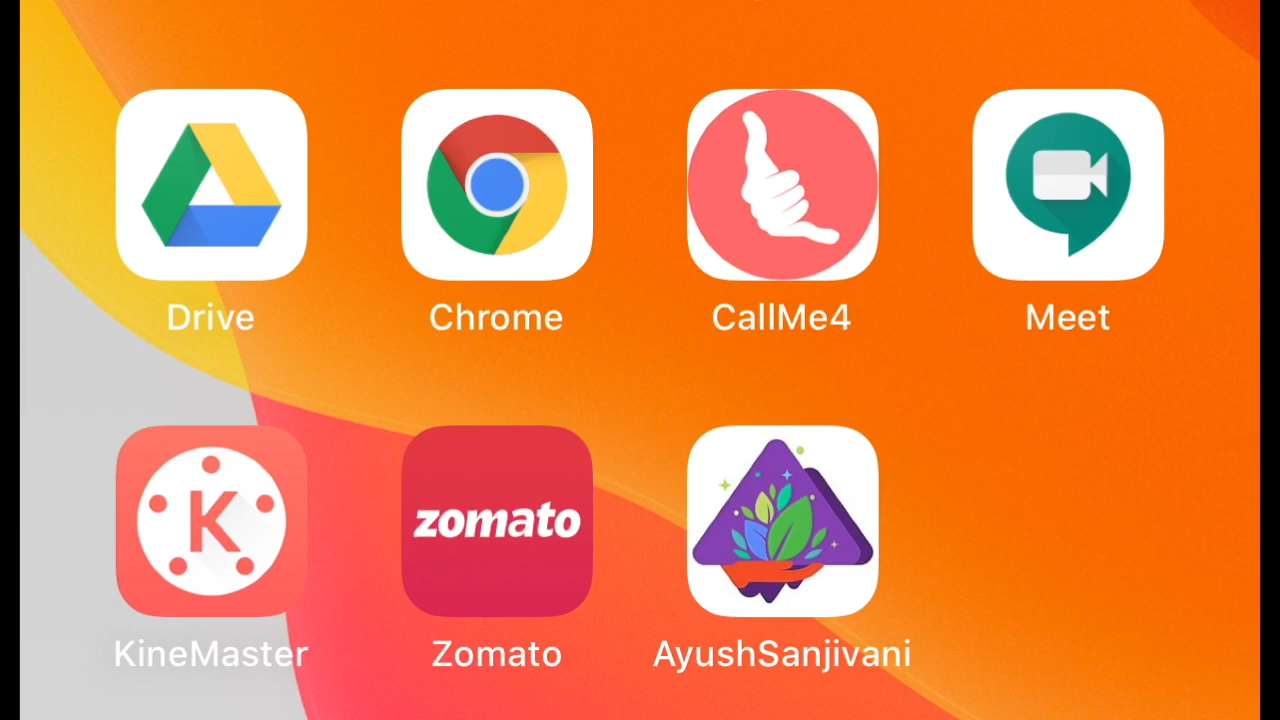 Drive
Chrome
CallMe4
Meet
K
zomato
KineMaster
Zomato
AyushSanjivani